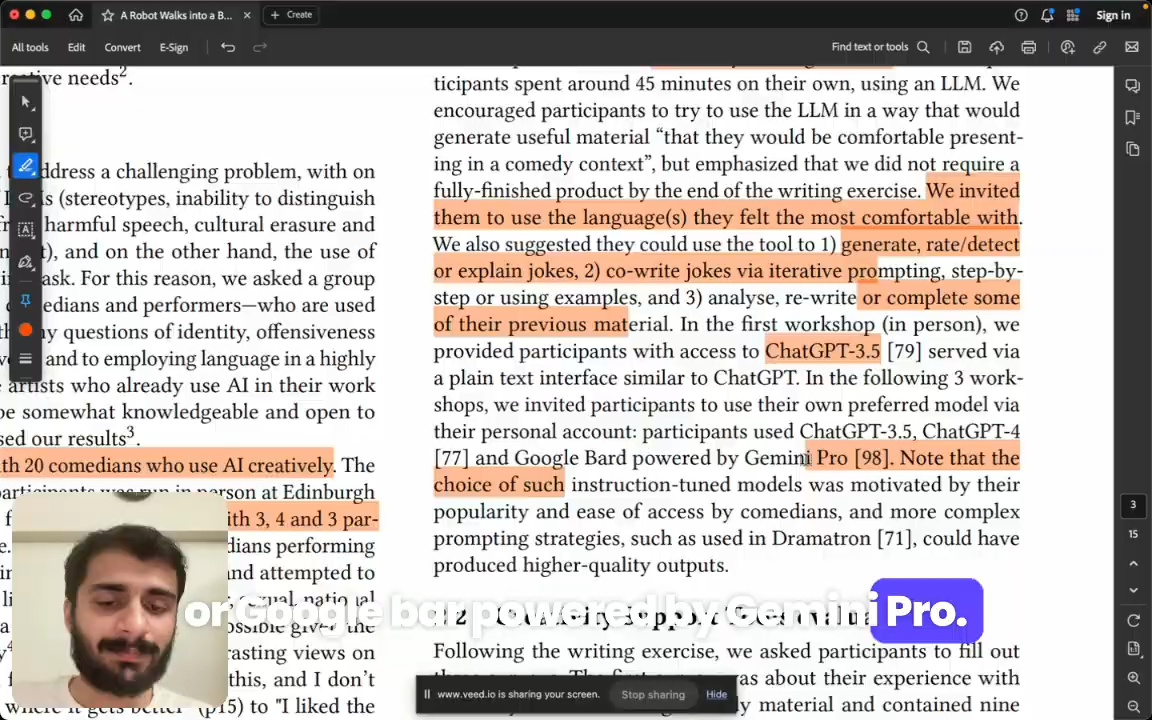 A Robot Walks into a B...
Create
Sign in
All tools
Edit
Convert
E-Sign
Find text or tools
reative needs2.
address a challenging problem, with on
(stereotypes, inability to distinguish
harmful speech, cultural erasure and
and on the other hand, the use of
ask. For this reason, we asked a group
comedians and performers—who are used
y questions of identity, offensiveness
and to employing language in a highly
artists who already use AI in their work
be somewhat knowledgeable and open to
sed our results3.
th 20 comedians who use AI creatively. The
run in person at Edinburgh
ith 3, 4 and 3 par-
dians performing
and attempted to
ossible given the
rasting views on
this, and I don't
where it gets better" (p15) to "I liked the
ticipants spent around 45 minutes on their own, using an LLM. We
encouraged participants to try to use the LLM in a way that would
generate useful material “that they would be comfortable present-
ing in a comedy context”, but emphasized that we did not require a
fully-finished product by the end of the writing exercise. We invited
them to use the language(s) they felt the most comfortable with.
We also suggested they could use the tool to 1) generate, rate/detect
or explain jokes, 2) co-write jokes via iterative prompting, step-by-
step or using examples, and 3) analyse, re-write or complete some
of their previous material. In the first workshop (in person), we
provided participants with access to ChatGPT-3.5 [79] served via
a plain text interface similar to ChatGPT. In the following 3 work-
shops, we invited participants to use their own preferred model via
their personal account: participants used ChatGPT-3.5, ChatGPT-4
[77] and Google Bard powered by Gemini Pro [98]. Note that the
choice of such instruction-tuned models was motivated by their
popularity and ease of access by comedians, and more complex
prompting strategies, such as used in Dramatron [71], could have
produced higher-quality outputs.
or Google bar powered by Gemini Pro.
Following the writing exercise, we asked participants to fill out
was about their experience with
y material and contained nine
www.veed.io is sharing your screen.
Stop sharing
Hide
3
15